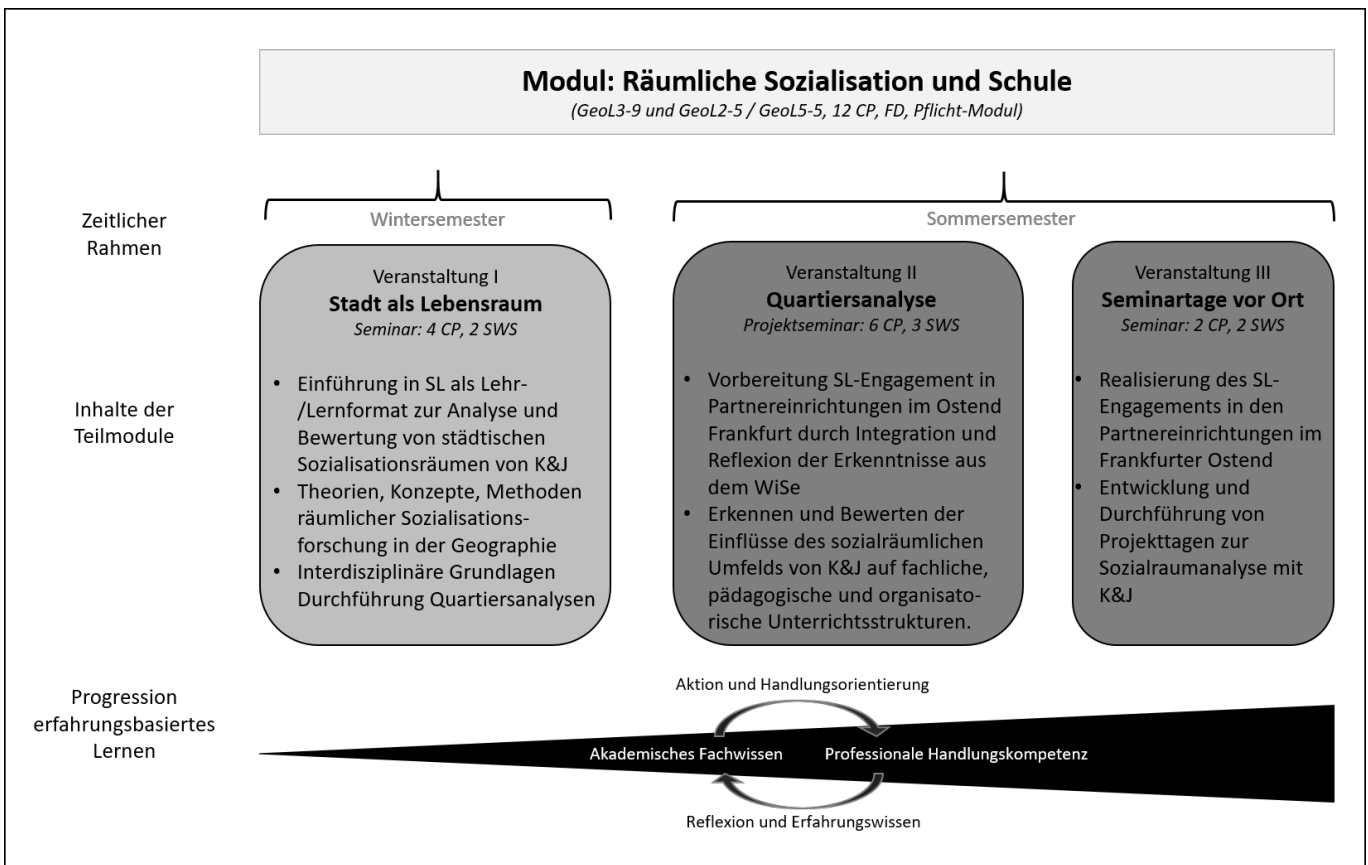 Modul: Räumliche Sozialisation und Schule
(GeoL3-9 und GeoL2-5 / GeoL5-5, 12 CP, FD, Pflicht-Modul)
Zeitlicher
Rahmen
Wintersemester
Sommersemester
Inhalte der
Teilmodule
Veranstaltung I
Stadt als Lebensraum
Seminar: 4 CP, 2 SWS
• Einführung in SL als Lehr-
/Lernformat zur Analyse und
Bewertung von städtischen
Sozialisationsräumen von K&J
• Theorien, Konzepte, Methoden
räumlicher Sozialisations-
forschung in der Geographie
• Interdisziplinäre Grundlagen
Durchführung Quartiersanalysen
Veranstaltung II
Quartiersanalyse
Projektseminar: 6 CP, 3 SWS
• Vorbereitung SL-Engagement in
Partnereinrichtungen im Ostend
Frankfurt durch Integration und
Reflexion der Erkenntnisse aus
dem WiSe
• Erkennen und Bewerten der
Einflüsse des sozialräumlichen
Umfelds von K&J auf fachliche,
pädagogische und organisato-
rische Unterrichtsstrukturen.
Veranstaltung III
Seminartage vor Ort
Seminar: 2 CP, 2 SWS
• Realisierung des SL-
Engagements in den
Partnereinrichtungen im
Frankfurter Ostend
• Entwicklung und
Durchführung von
Projekttagen zur
Sozialraumanalyse mit
K&J
Progression
erfahrungsbasiertes
Lernen
Aktion und Handlungsorientierung
Akademisches Fachwissen
Professionale Handlungskompetenz
Reflexion und Erfahrungswissen